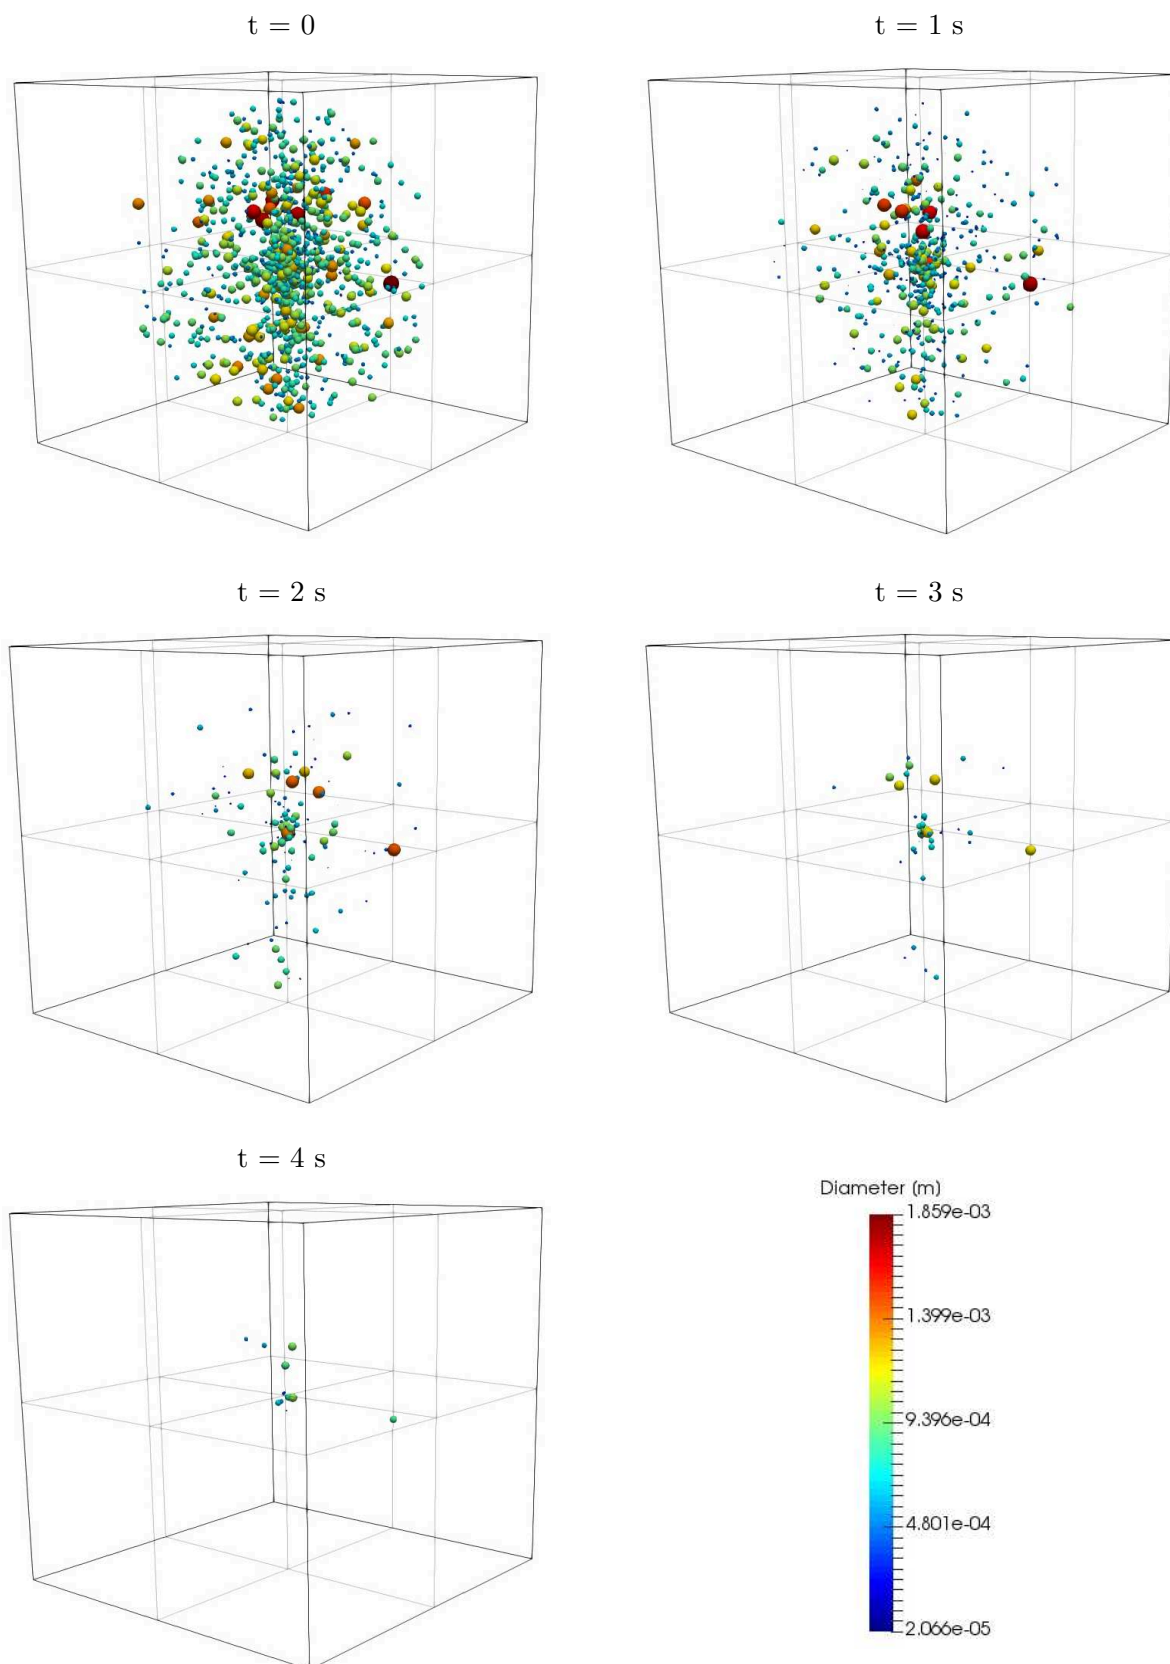 t = 0
t = 1 s
t = 2 s
t = 3 s
t = 4 s
Diameter (m)
1.859e-03
1.399e-03
9.396e-04
4.801e-04
2.066e-05